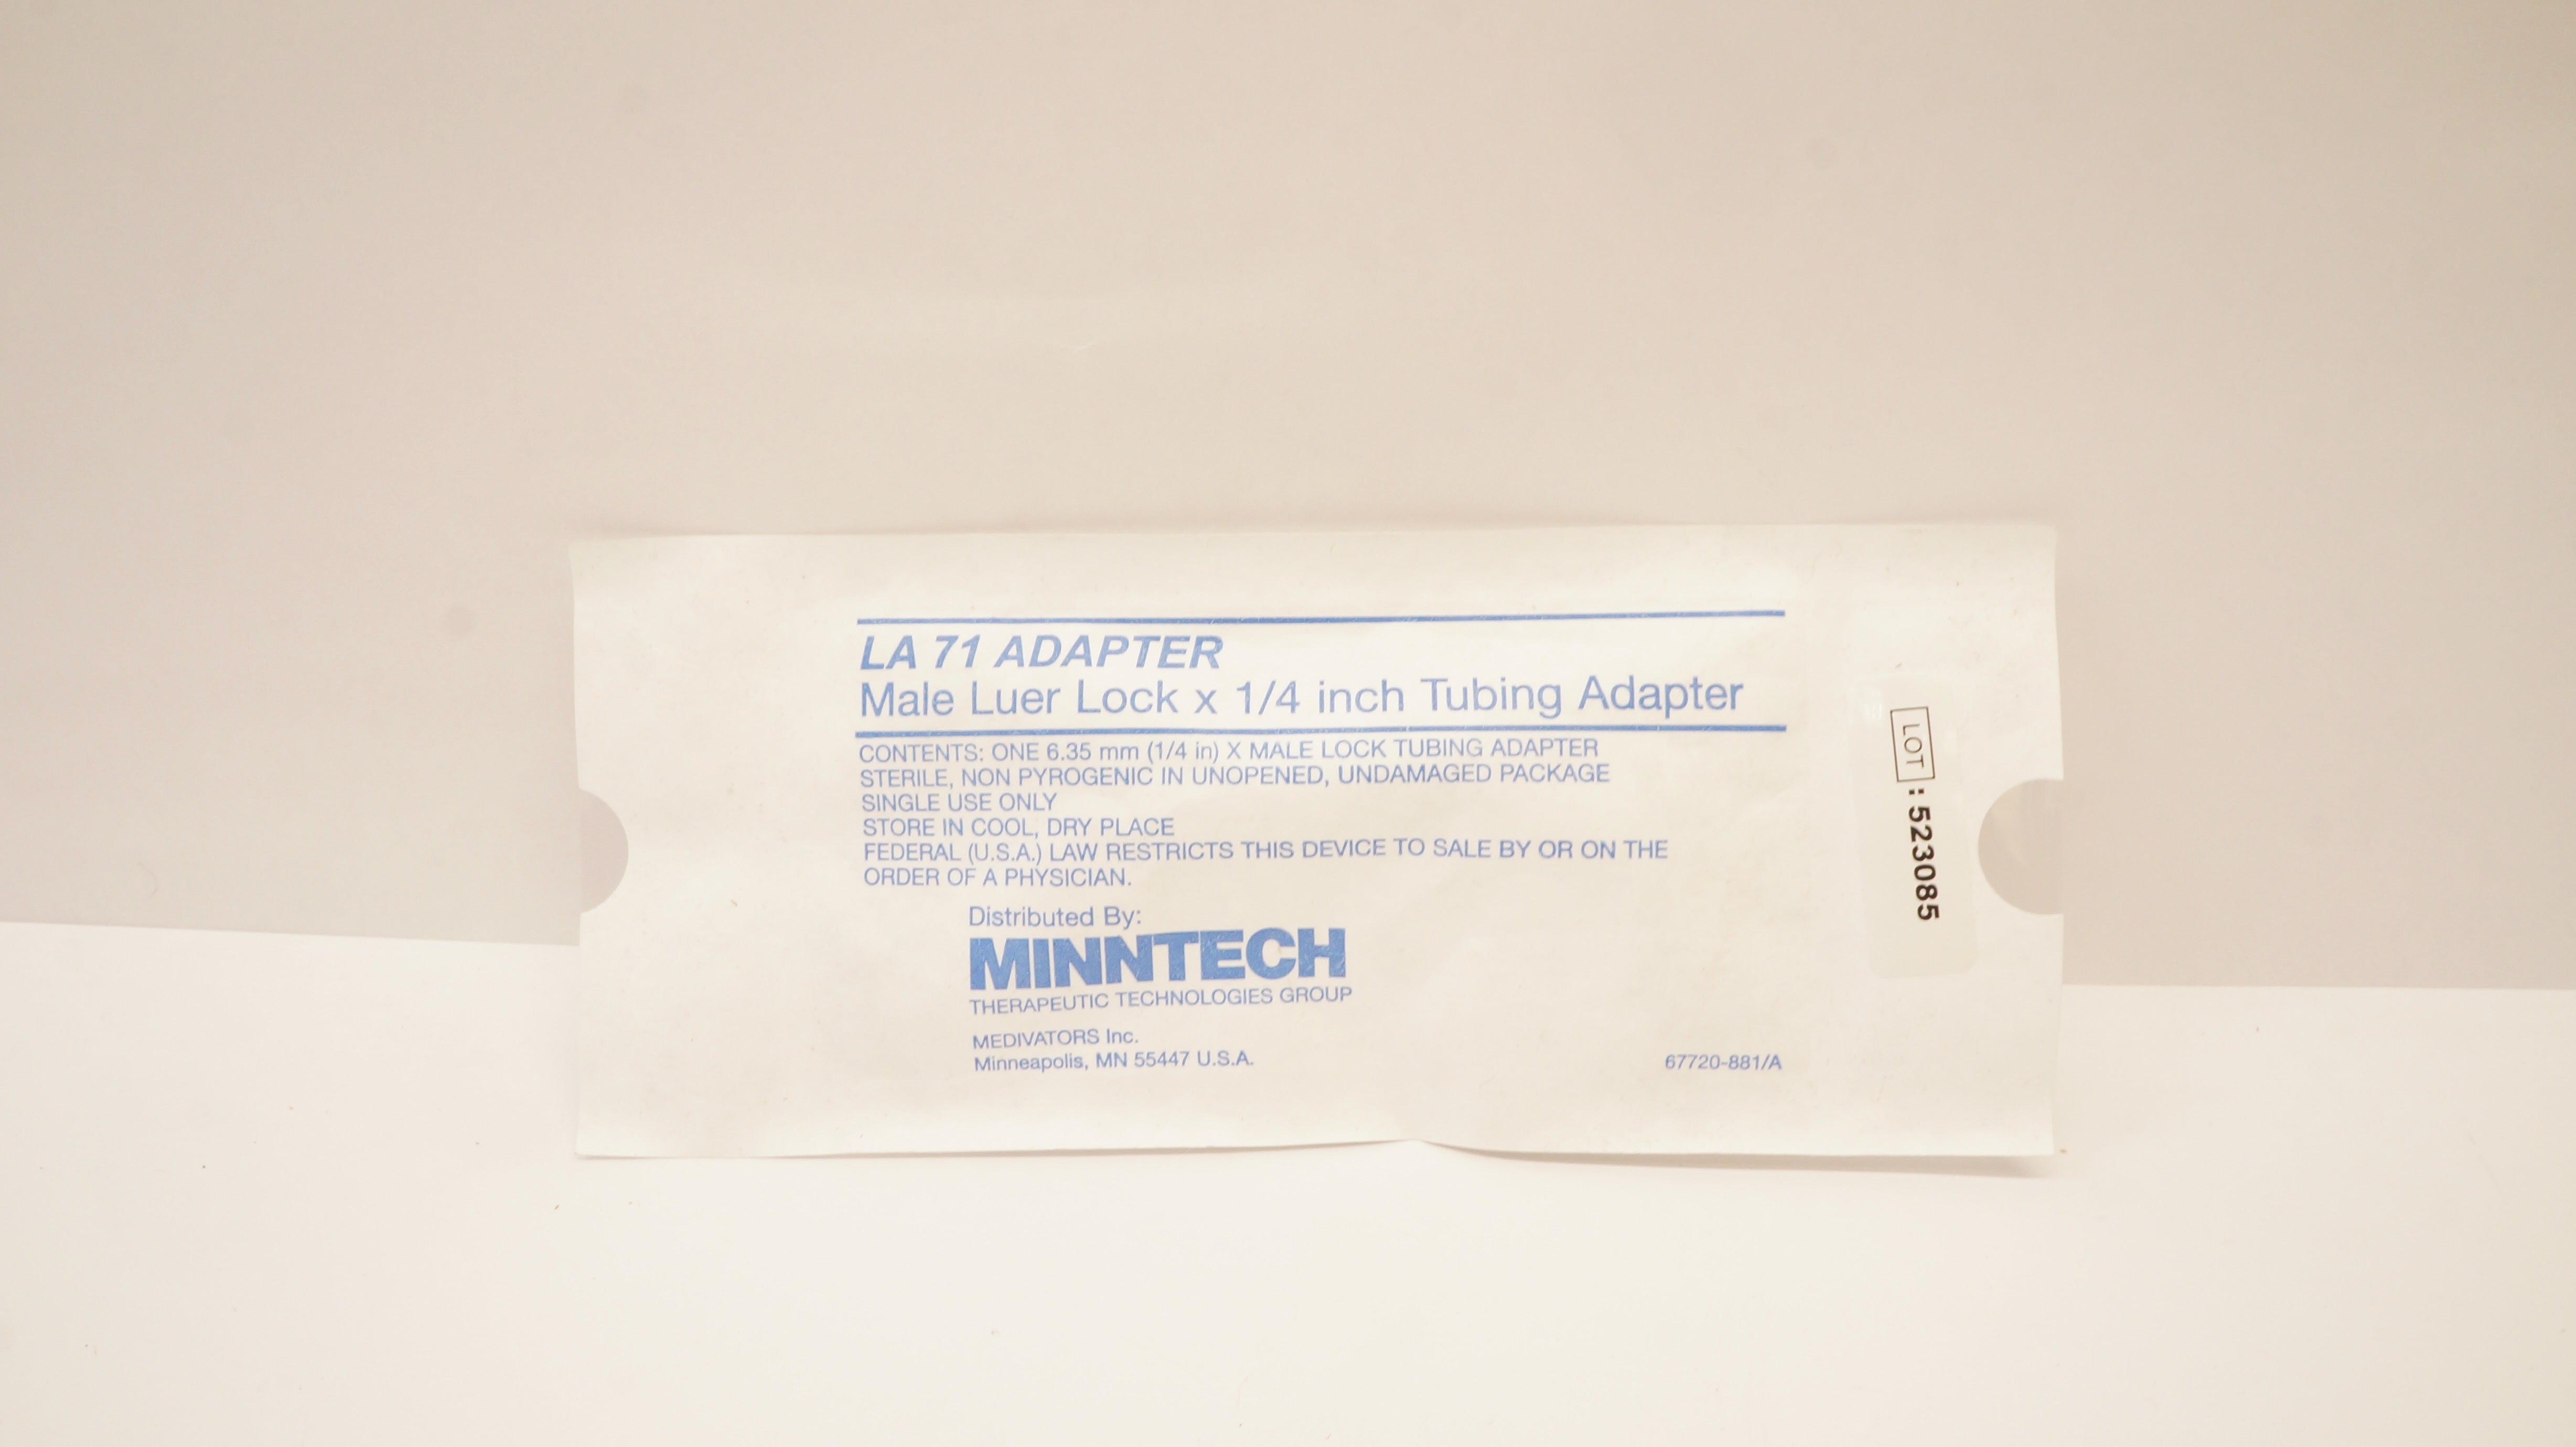 LA 71 ADAPTER
Male Luer Lock x 1/4 inch Tubing Adapter
CONTENTS: ONE 6.35 mm (1/4 in) X MALE LOCK TUBING ADAPTER
STERILE, NON PYROGENIC IN UNOPENED, UNDAMAGED PACKAGE
SINGLE USE ONLY
STORE IN COOL, DRY PLACE
FEDERAL (U.S.A.) LAW RESTRICTS THIS DEVICE TO SALE BY OR ON THE
ORDER OF A PHYSICIAN.
Distributed By:
MINNTECH
THERAPEUTIC TECHNOLOGIES GROUP
MEDIVATORS Inc.
Minneapolis, MN 55447 U.S.A.
67720-881/A
LOT : 523085